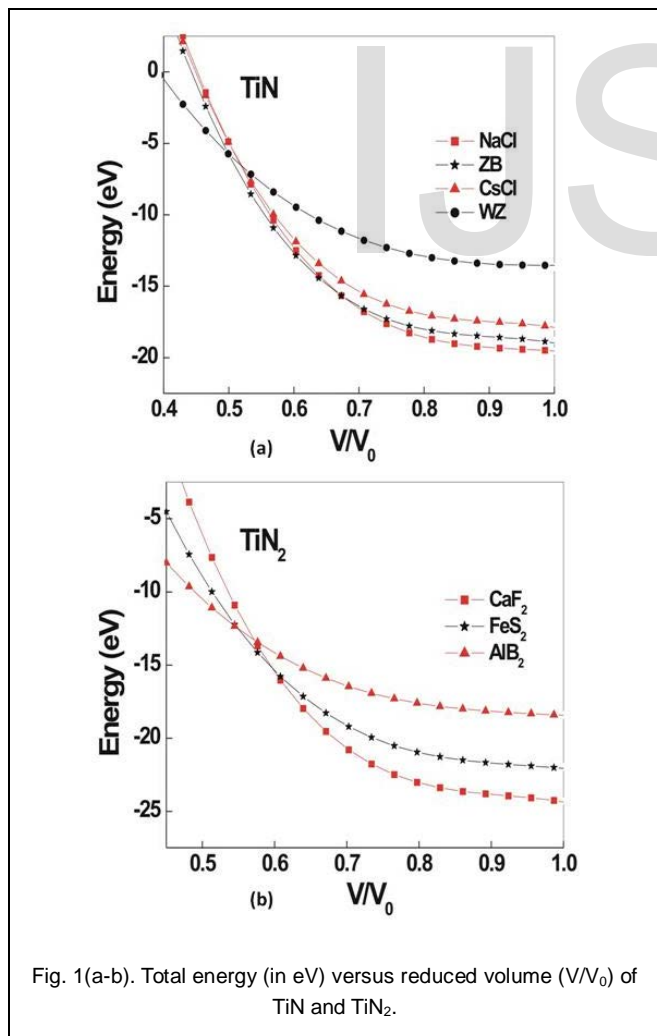 IJS
TiN
NaCl
ZB
CsCl
WZ
0
-5
-10
-15
-20
Energy (eV)
0.4 0.5 0.6 0.7 0.8 0.9 1.0
V/V₀
(a)
TiN₂
CaF₂
FeS₂
AlB₂
-5
-10
-15
-20
-25
Energy (eV)
0.5 0.6 0.7 0.8 0.9 1.0
V/V₀
(b)
Fig. 1(a-b). Total energy (in eV) versus reduced volume (V/V₀) of
TiN and TiN₂.